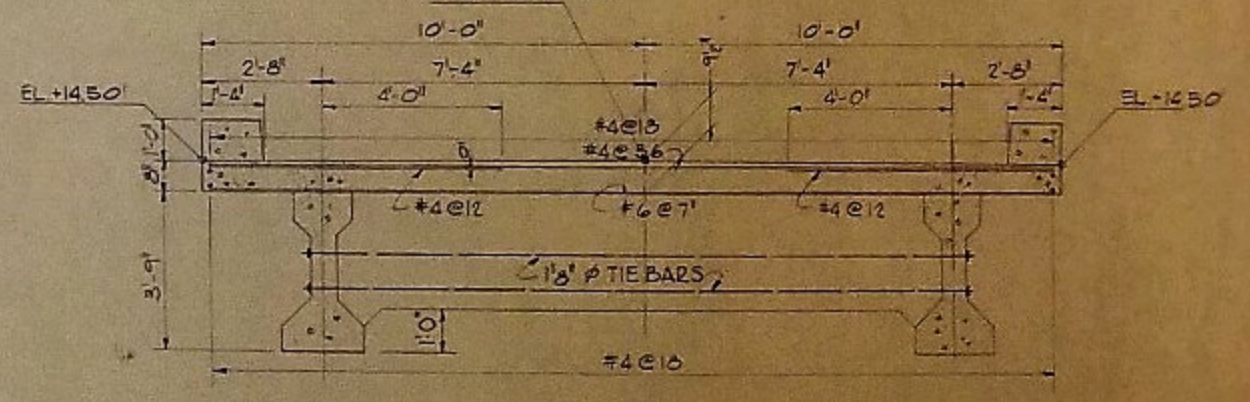 10'-0" 10'-0'
2'-8" 7'-4" 7'-4' 2'-8'
EL.+14.50' 1'-4' 4'-0" 4'-0' 1'-4' EL.-14.50
#4@18
1'-0" #4@36
8"
#4@12 #6@7" #4@12
3'-9' 1'8" Ø TIE BARS
1'0"
#4@18